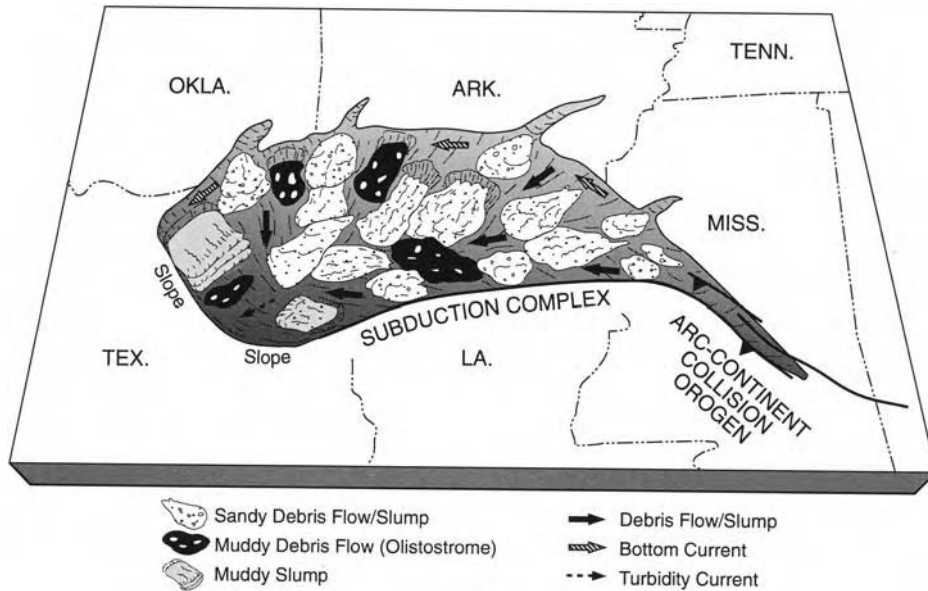 TENN.
OKLA.
ARK.
MISS.
Slope
SUBDUCTION COMPLEX
TEX.
Slope
LA.
ARC-CONTINENT
COLLISION
OROGEN
Sandy Debris Flow/Slump
Debris Flow/Slump
Muddy Debris Flow (Olistostrome)
Bottom Current
Muddy Slump
Turbidity Current